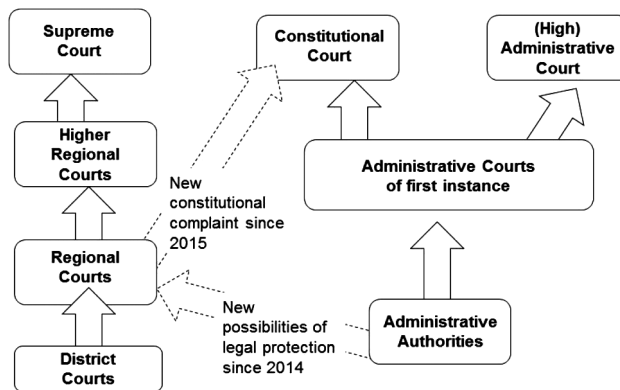 Supreme
Court
Constitutional
Court
(High)
Administrative
Court
Higher
Regional
Courts
Administrative Courts
of first instance
New
constitutional
complaint since
2015
Regional
Courts
New
possibilities of
legal protection
since 2014
Administrative
Authorities
District
Courts